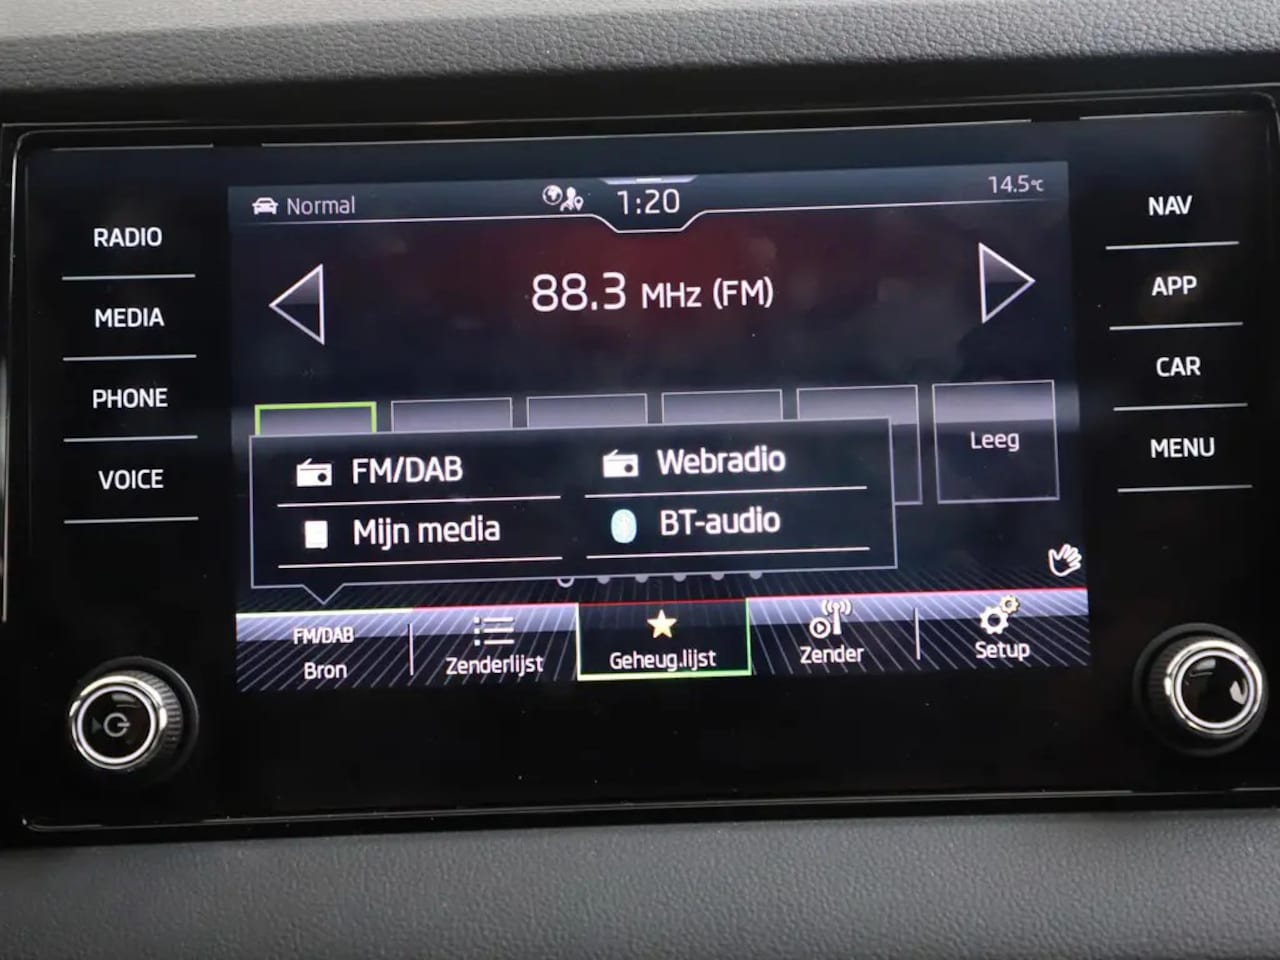 Normal
1:20
14.5°C
RADIO
MEDIA
PHONE
VOICE
NAV
APP
CAR
MENU
88.3 MHz (FM)
FM/DAB
Webradio
Mijn media
BT-audio
Leeg
FM/DAB
Bron
Zenderlijst
Geheug.lijst
Zender
Setup